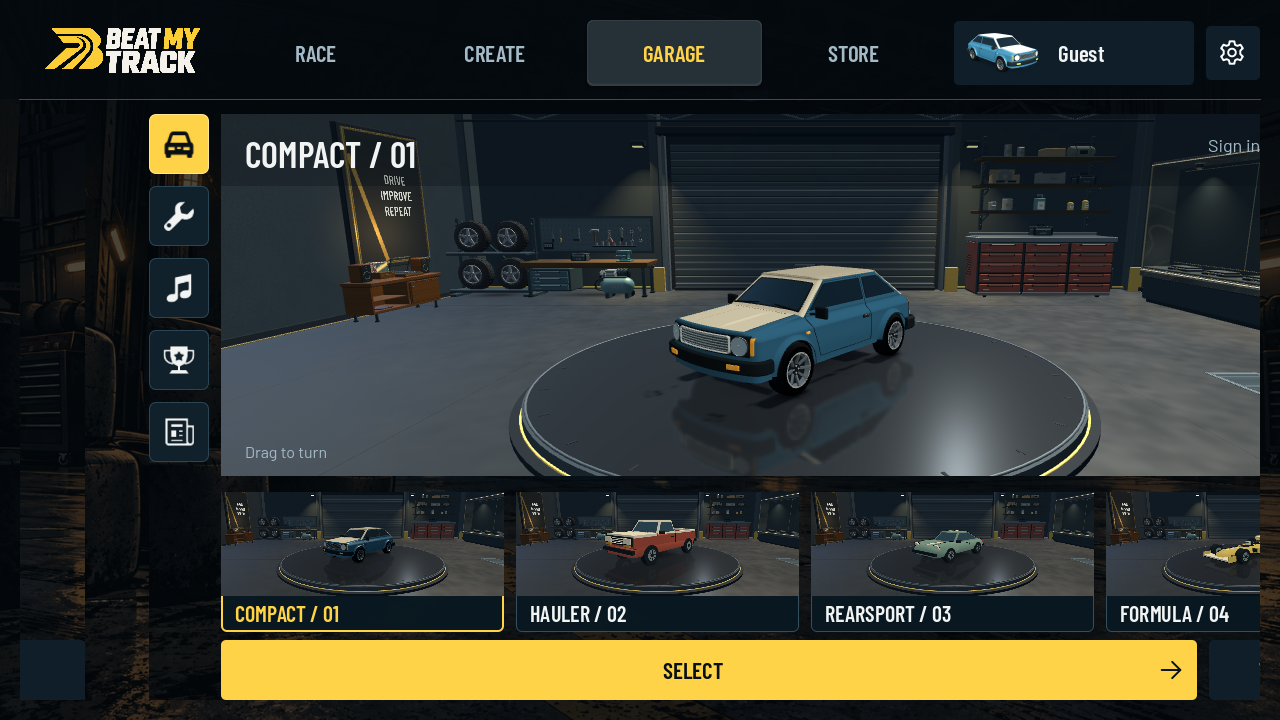 BEAT MY
TRACK
RACE
CREATE
GARAGE
STORE
Guest
COMPACT / 01
Sign in
DRIVE
IMPROVE
REPEAT
Drag to turn
COMPACT / 01
HAULER / 02
REARSPORT / 03
FORMULA / 04
SELECT